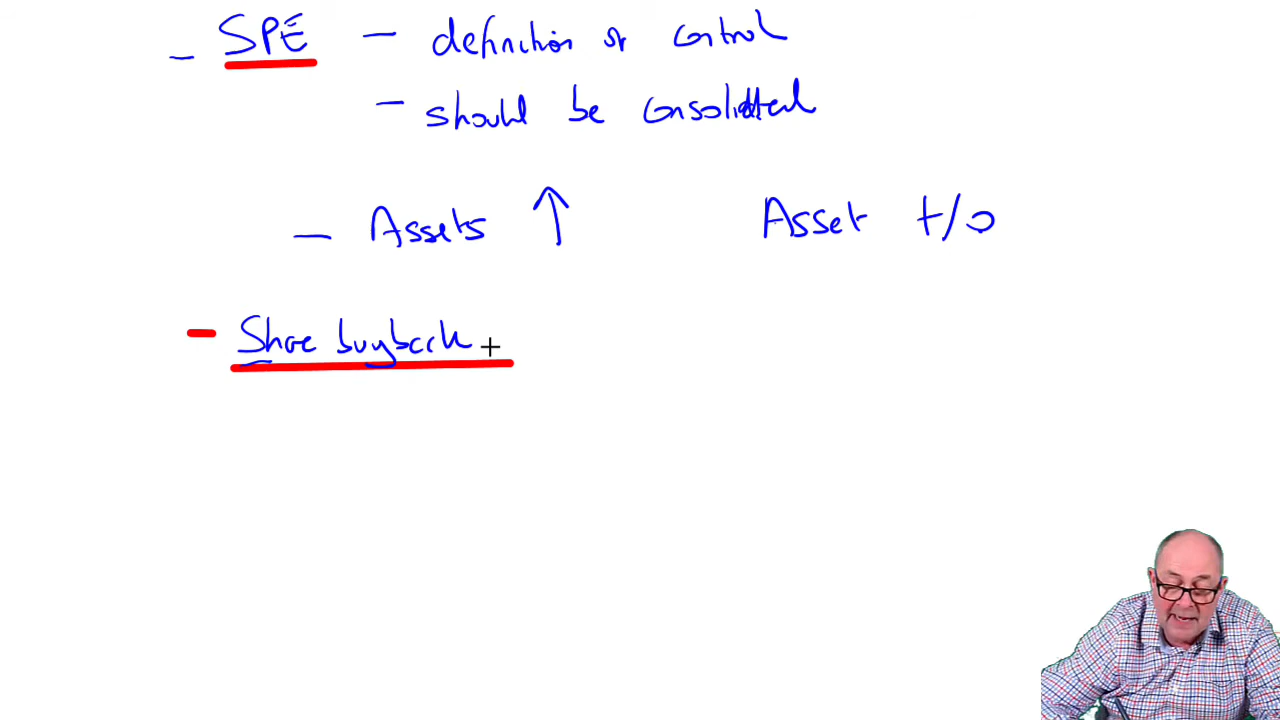 - SPE - definition of control
- should be consolidated
- Assets ↑ Asset t/o
- Share buyback